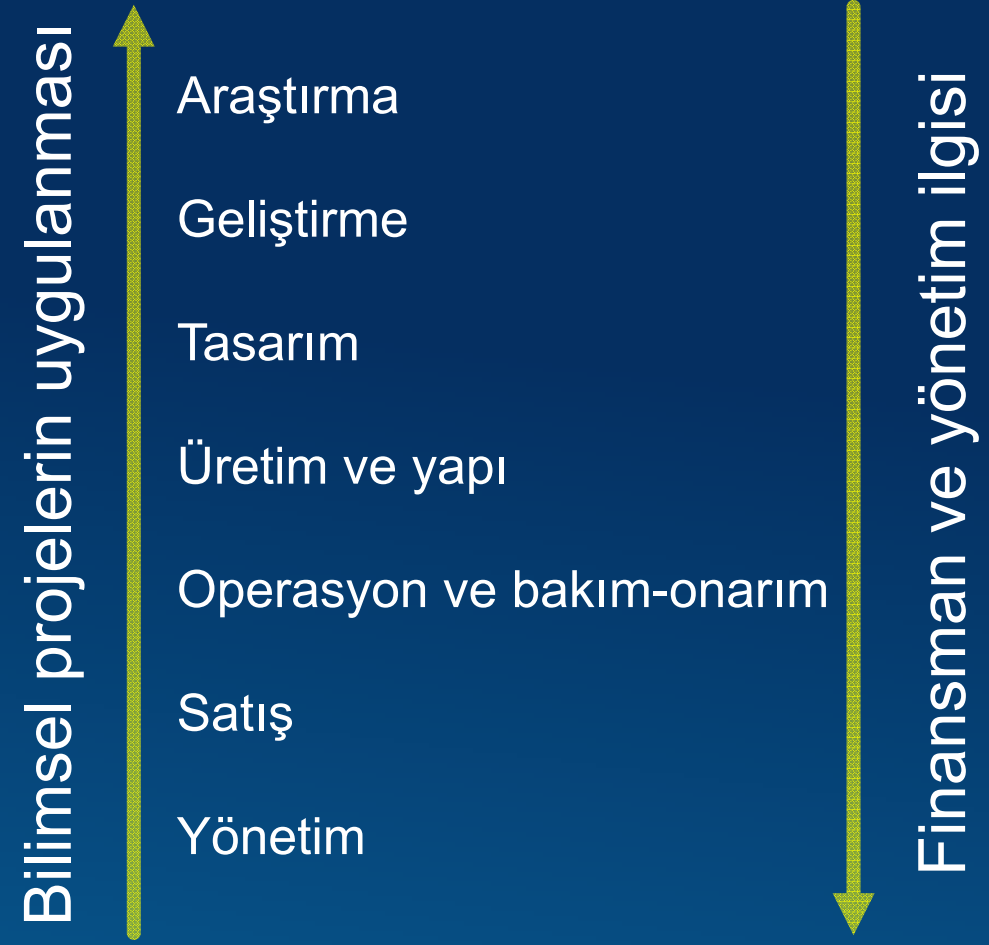 Bilimsel projelerin uygulanması
Araştırma
Geliştirme
Tasarım
Üretim ve yapı
Operasyon ve bakım-onarım
Satış
Yönetim
Finansman ve yönetim ilgisi